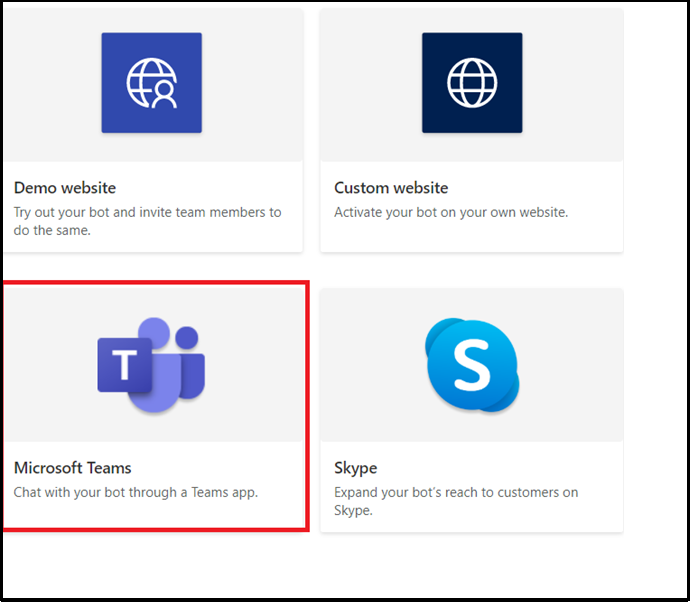 Demo website
Try out your bot and invite team members to
do the same.
Custom website
Activate your bot on your own website.
T
Microsoft Teams
Chat with your bot through a Teams app.
S
Skype
Expand your bot's reach to customers on
Skype.